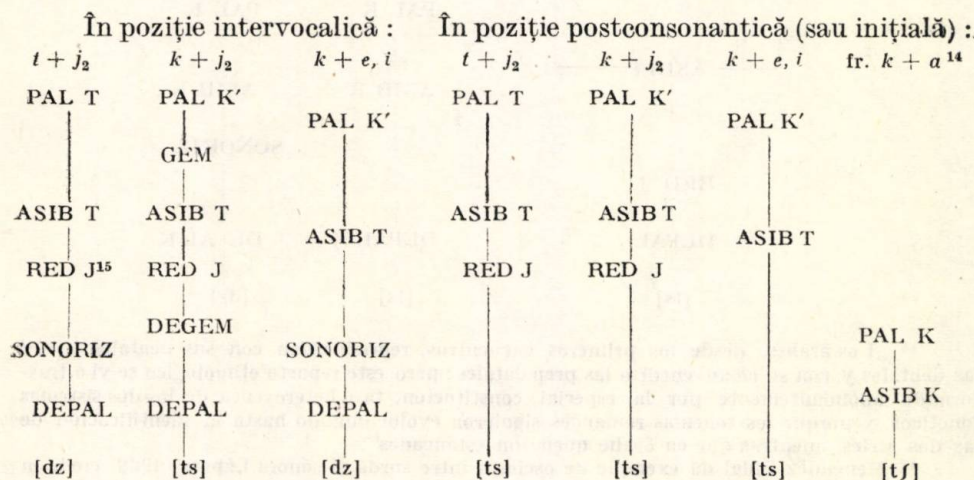 În poziție intervocalică : În poziție postconsonantică (sau inițială) :
t + j₂ k + j₂ k + e, i t + j₂ k + j₂ k + e, i fr. k + a ¹⁴
PAL T PAL K′ PAL T PAL K′
PAL K′ PAL K′
GEM
ASIB T ASIB T ASIB T ASIB T
ASIB T ASIB T
RED J¹⁵ RED J RED J RED J
DEGEM
PAL K
SONORIZ SONORIZ
ASIB K
DEPAL DEPAL DEPAL
[dz] [ts] [dz] [ts] [ts] [ts] [tʃ]